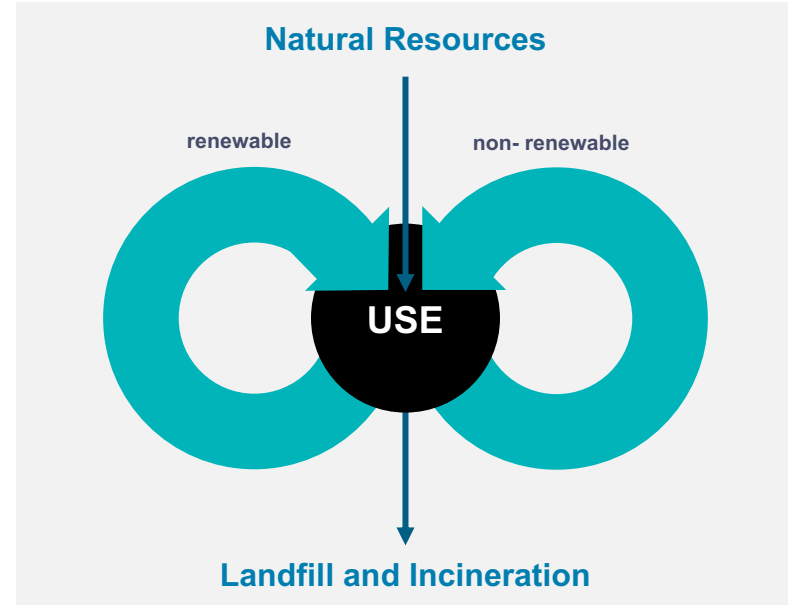 Natural Resources
renewable
non- renewable
USE
Landfill and Incineration